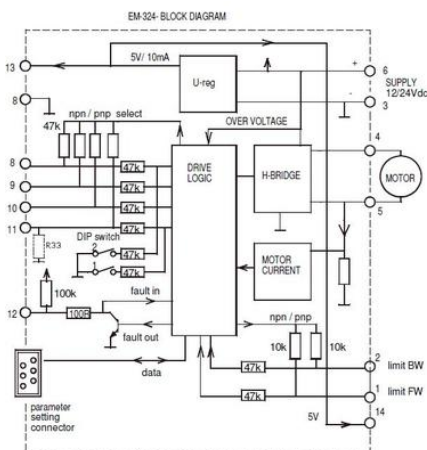 EM-324- BLOCK DIAGRAM
5V/ 10mA
13
6
+
U-reg
SUPPLY
12/24Vdc
8
-
3
47k
npn / pnp select
OVER VOLTAGE
4
8
47k
DRIVE
LOGIC
H-BRIDGE
MOTOR
9
47k
10
47k
5
11
47k
R33
DIP switch
2
47k
1
47k
MOTOR
CURRENT
100k
fault in
12
100R
npn / pnp
fault out
10k
10k
data
2
limit BW
47k
1
limit FW
47k
parameter
setting
connector
5V
14